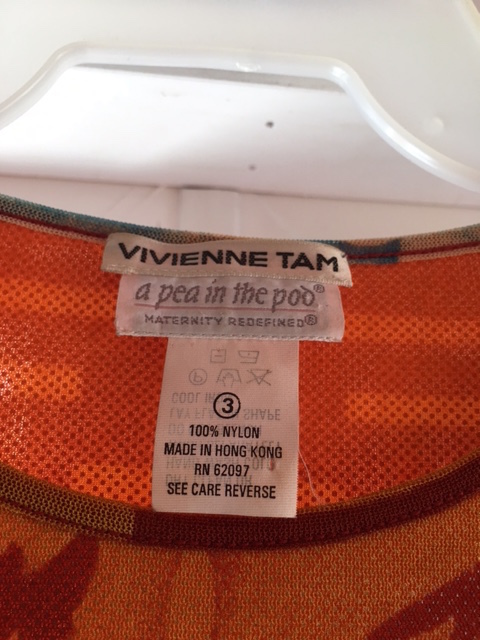 VIVIENNE TAM
a pea in the pod®
MATERNITY REDEFINED®
3
100% NYLON
MADE IN HONG KONG
RN 62097
SEE CARE REVERSE